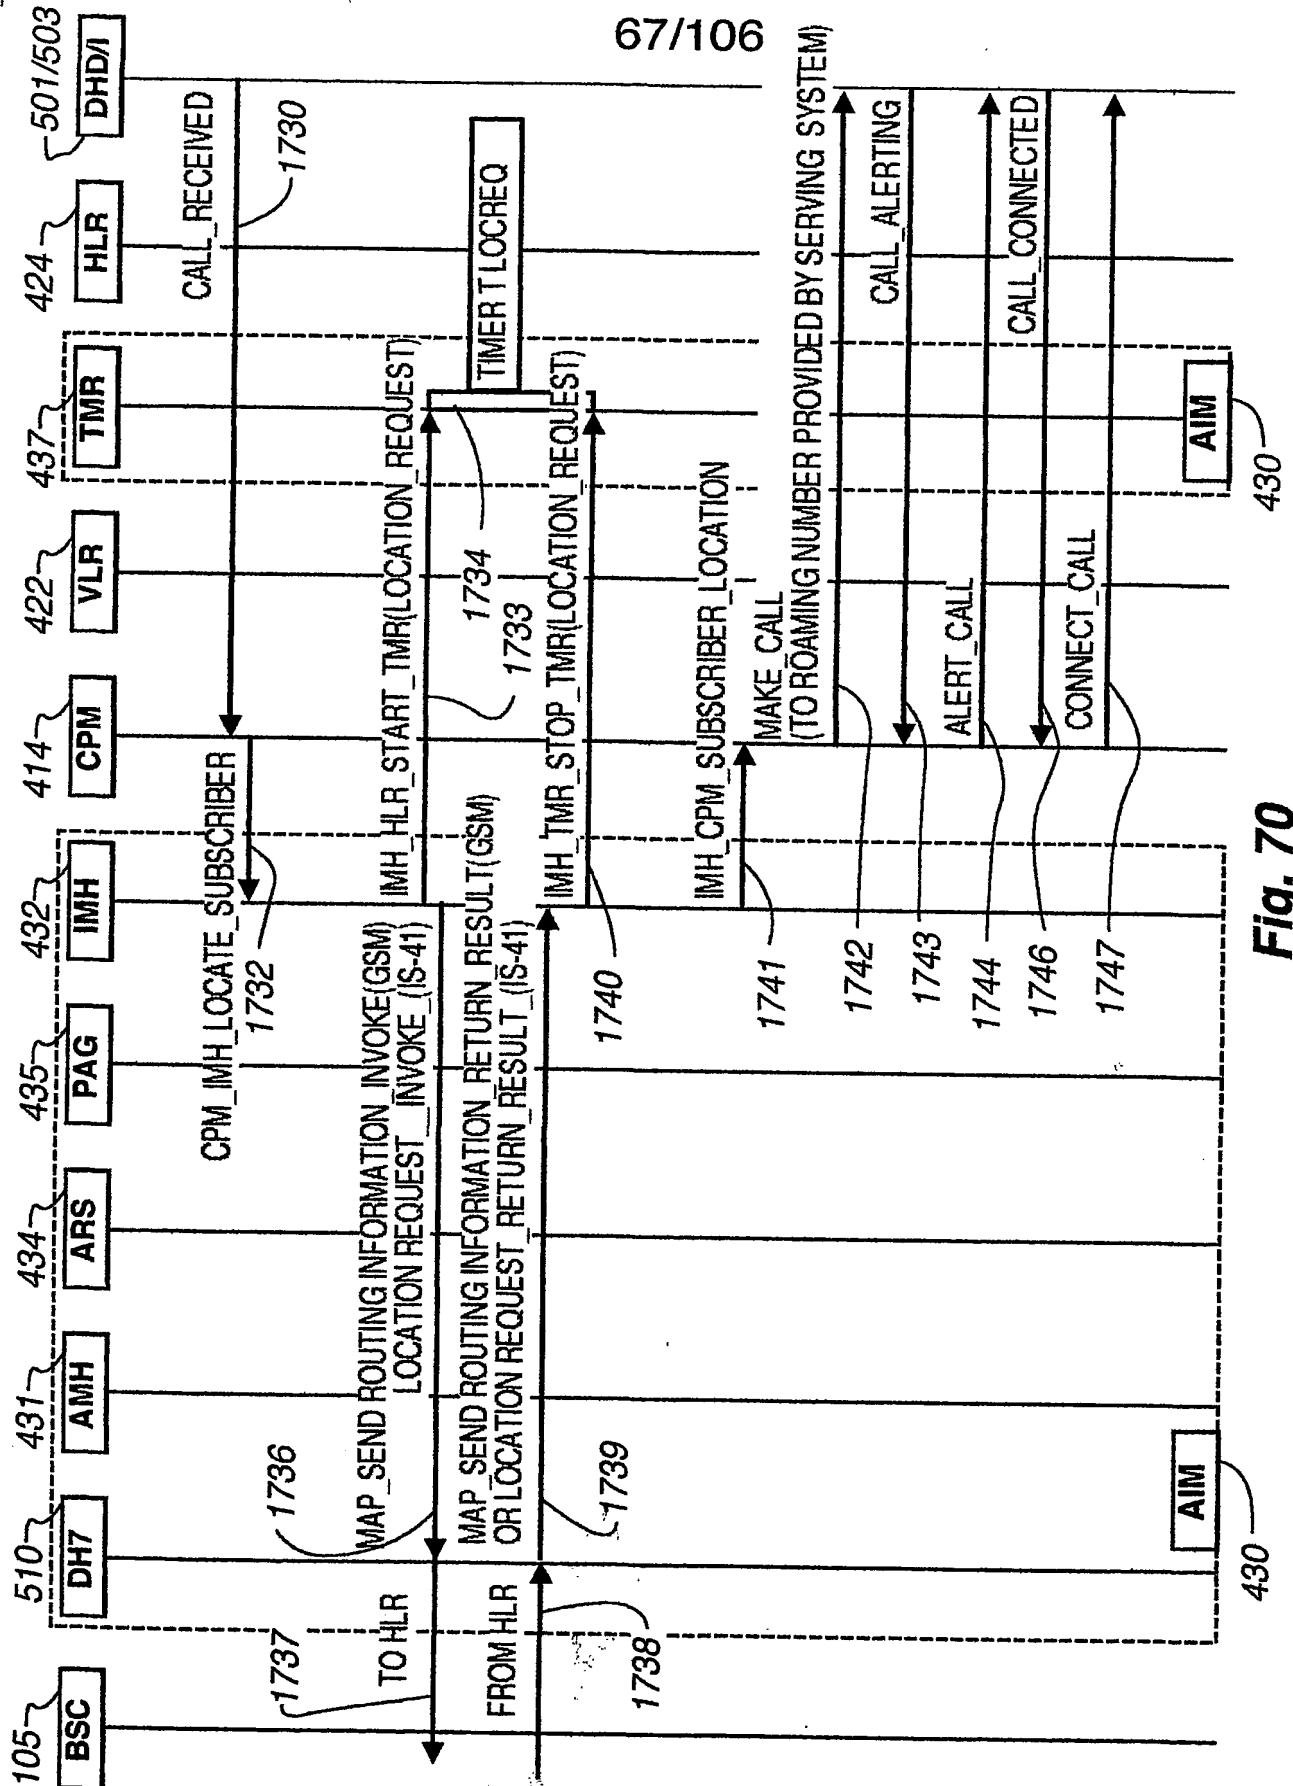 67/106
105
BSC
510
DH7
431
AMH
434
ARS
435
PAG
432
IMH
414
CPM
422
VLR
437
TMR
424
HLR
501/503
DHD/I
CALL_RECEIVED
1730
CPM_IMH_LOCATE_SUBSCRIBER
1732
IMH_HLR_START_TMR(LOCATION_REQUEST)
1733
1734
TIMER T LOCREQ
MAP_SEND ROUTING INFORMATION_INVOKE(GSM)
LOCATION REQUEST__INVOKE_(IS-41)
1736
TO HLR
1737
MAP_SEND ROUTING INFORMATION_RETURN_RESULT(GSM)
OR LOCATION REQUEST_RETURN_RESULT_(IS-41)
FROM HLR
1738
1739
IMH_TMR_STOP_TMR(LOCATION_REQUEST)
1740
IMH_CPM_SUBSCRIBER_LOCATION
1741
MAKE_CALL
(TO ROAMING NUMBER PROVIDED BY SERVING SYSTEM)
1742
CALL_ALERTING
1743
ALERT_CALL
1744
CALL_CONNECTED
1746
CONNECT_CALL
1747
AIM
430
AIM
430
Fig. 70